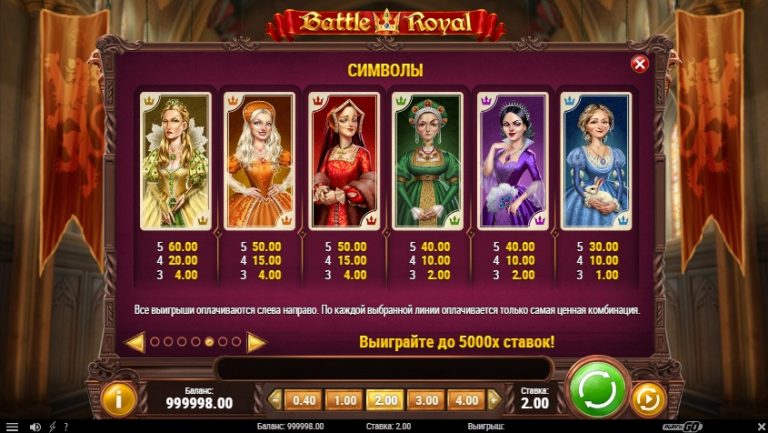 Battle Royal
СИМВОЛЫ
5 60.00 5 50.00 5 50.00 5 40.00 5 40.00 5 30.00
4 20.00 4 15.00 4 15.00 4 10.00 4 10.00 4 10.00
3 4.00 3 4.00 3 4.00 3 2.00 3 2.00 3 1.00
Все выигрыши оплачиваются слева направо. По каждой выбранной линии оплачивается только самая ценная комбинация.
Выиграйте до 5000x ставок!
Баланс:
999998.00
- 0.40 1.00 2.00 3.00 4.00 +
Ставка:
2.00
? Баланс: 999998.00 Ставка: 2.00 Выигрыш: PLAY'n GO